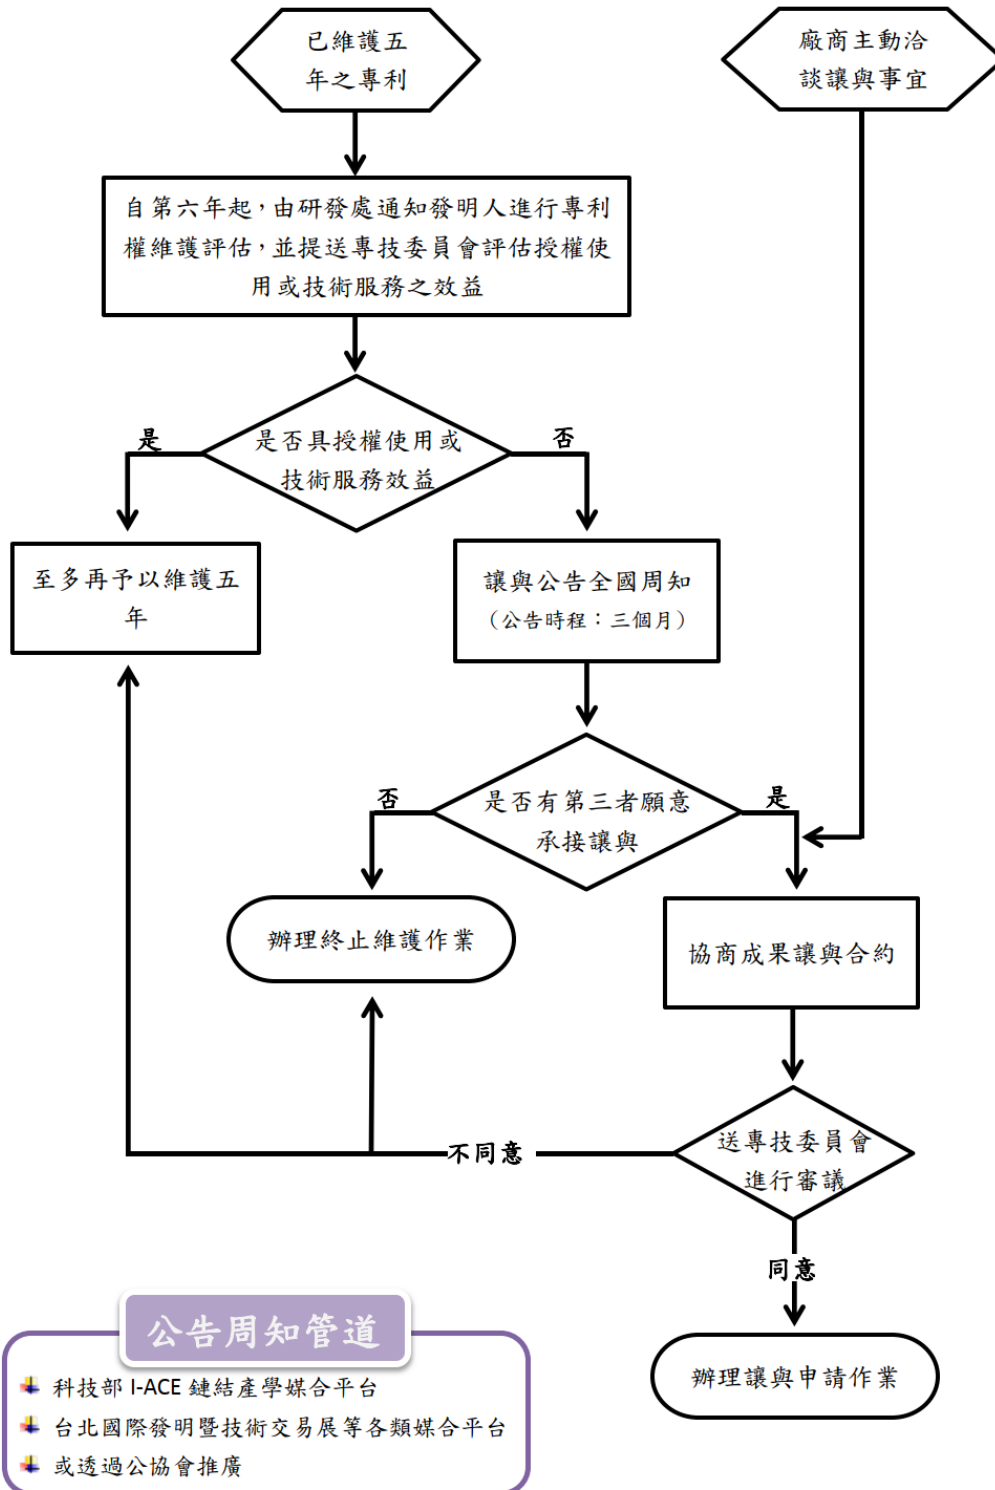 已維護五
年之專利
廠商主動洽
談讓與事宜
自第六年起，由研發處通知發明人進行專利
權維護評估，並提送專技委員會評估授權使
用或技術服務之效益
是否具授權使用或
技術服務效益
是
否
至多再予以維護五
年
讓與公告全國周知
（公告時程：三個月）
是否有第三者願意
承接讓與
否
是
辦理終止維護作業
協商成果讓與合約
送專技委員會
進行審議
不同意
同意
辦理讓與申請作業
公告周知管道
科技部 I-ACE 鏈結產學媒合平台
台北國際發明暨技術交易展等各類媒合平台
或透過公協會推廣